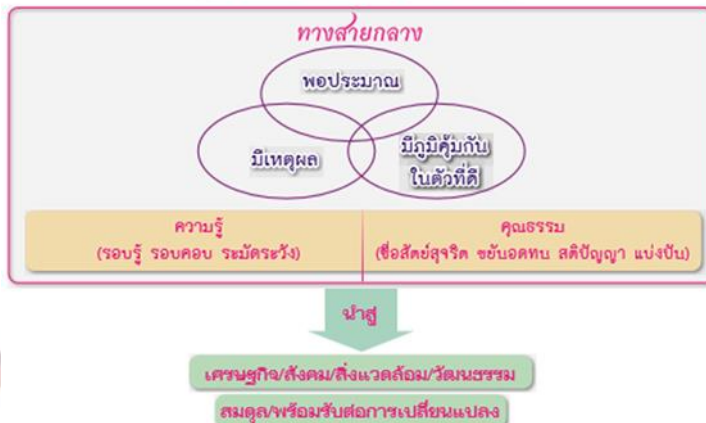 ทางสายกลาง
พอประมาณ
มีเหตุผล
มีภูมิคุ้มกัน
ในตัวที่ดี
ความรู้
(รอบรู้ รอบคอบ ระมัดระวัง)
คุณธรรม
(ซื่อสัตย์สุจริต ขยันอดทน สติปัญญา แบ่งปัน)
นำสู่
เศรษฐกิจ/สังคม/สิ่งแวดล้อม/วัฒนธรรม
สมดุล/พร้อมรับต่อการเปลี่ยนแปลง